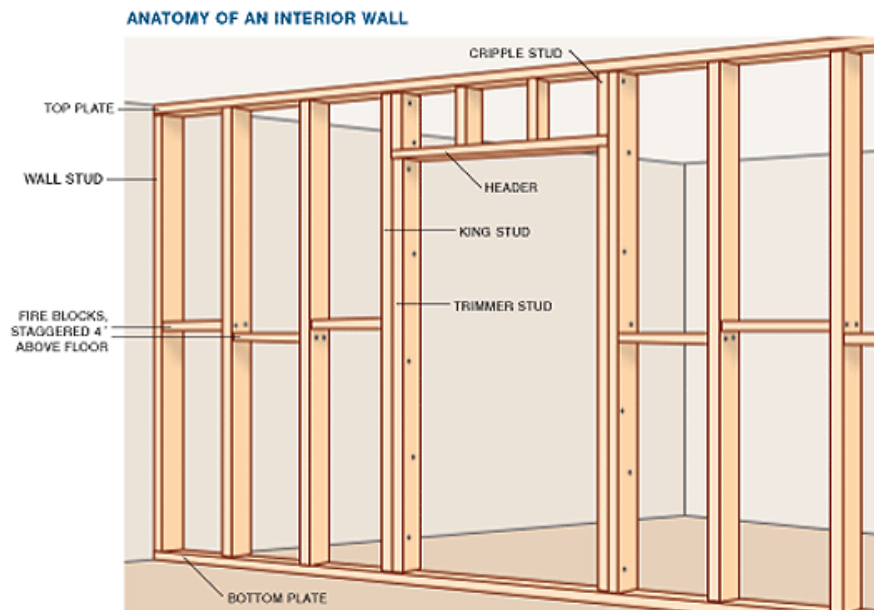 ANATOMY OF AN INTERIOR WALL
CRIPPLE STUD
TOP PLATE
WALL STUD
HEADER
KING STUD
TRIMMER STUD
FIRE BLOCKS,
STAGGERED 4'
ABOVE FLOOR
BOTTOM PLATE